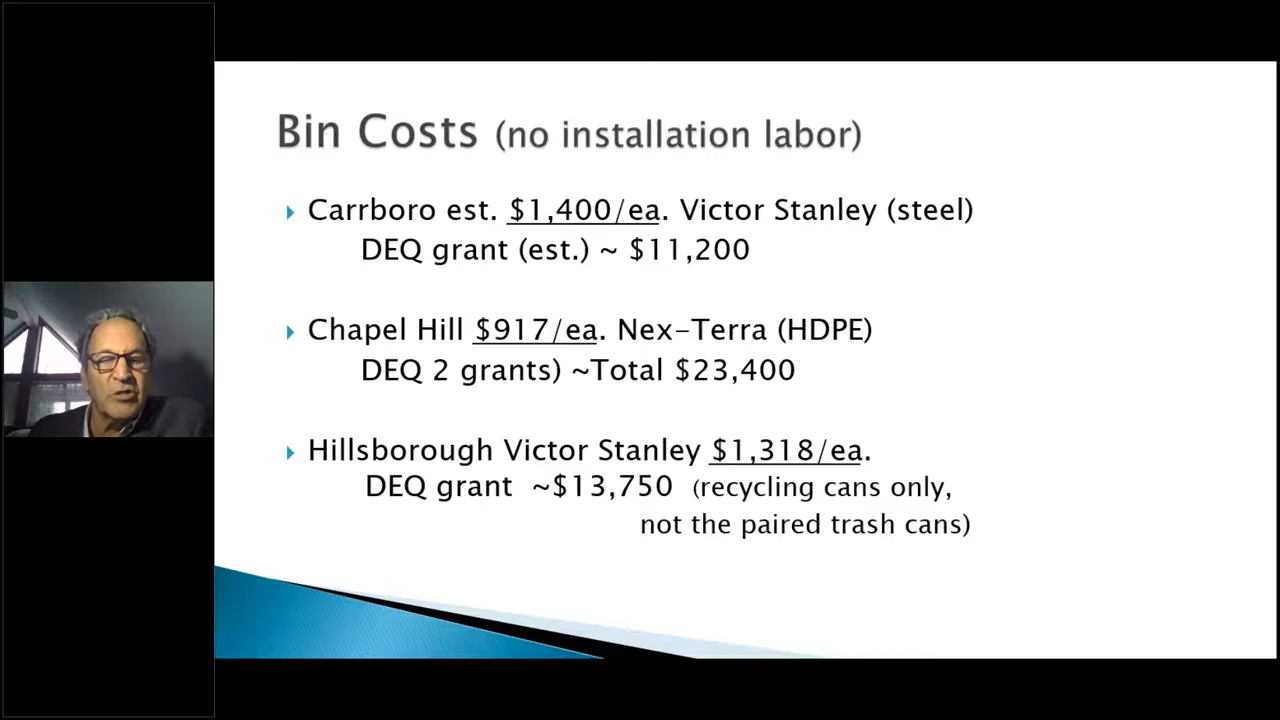 Bin Costs (no installation labor)
Carrboro est. $1,400/ea. Victor Stanley (steel)
DEQ grant (est.) ~ $11,200
Chapel Hill $917/ea. Nex-Terra (HDPE)
DEQ 2 grants) ~Total $23,400
Hillsborough Victor Stanley $1,318/ea.
DEQ grant ~$13,750 (recycling cans only,
not the paired trash cans)